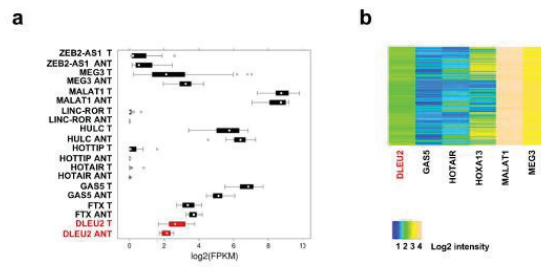 a
ZEB2-AS1 T
ZEB2-AS1 ANT
MEG3 T
MEG3 ANT
MALAT1 T
MALAT1 ANT
LINC-ROR T
LINC-ROR ANT
HULC T
HULC ANT
HOTTIP T
HOTTIP ANT
HOTAIR T
HOTAIR ANT
GAS5 T
GAS5 ANT
FTX T
FTX ANT
DLEU2 T
DLEU2 ANT
0 2 4 6 8 10
log2(FPKM)
b
DLEU2
GAS5
HOTAIR
HOXA13
MALAT1
MEG3
1 2 3 4 Log2 intensity